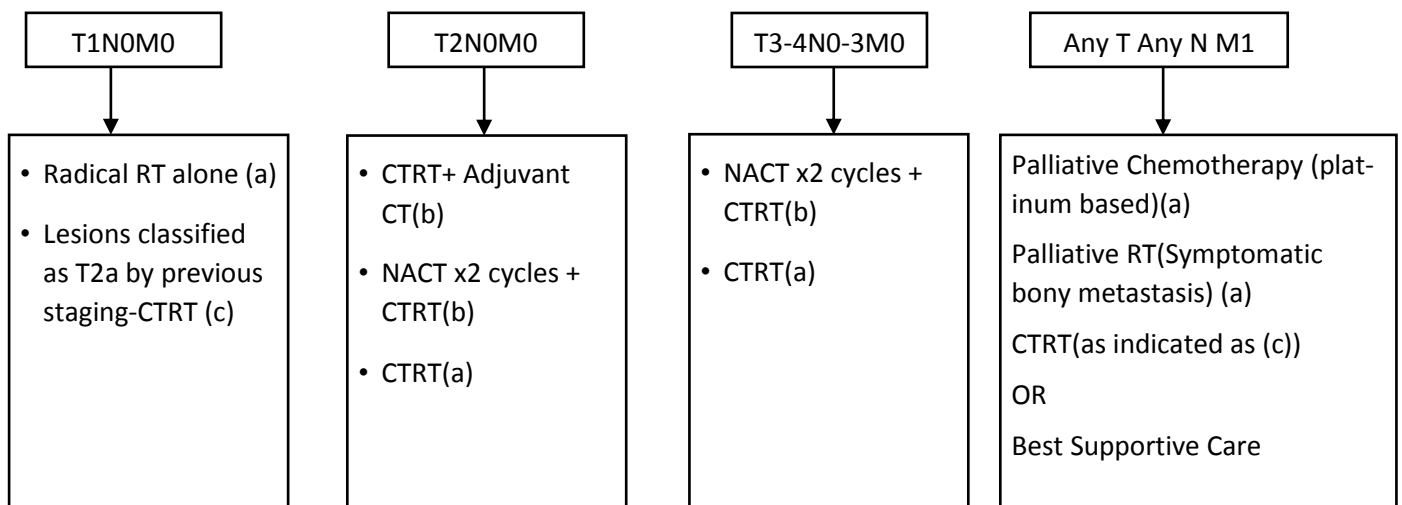 T1N0M0
T2N0M0
T3-4N0-3M0
Any T Any N M1
• Radical RT alone (a)
• Lesions classified
as T2a by previous
staging-CTRT (c)
• CTRT+ Adjuvant
CT(b)
• NACT x2 cycles +
CTRT(b)
• CTRT(a)
• NACT x2 cycles +
CTRT(b)
• CTRT(a)
Palliative Chemotherapy (plat-
inum based)(a)
Palliative RT(Symptomatic
bony metastasis) (a)
CTRT(as indicated as (c))
OR
Best Supportive Care